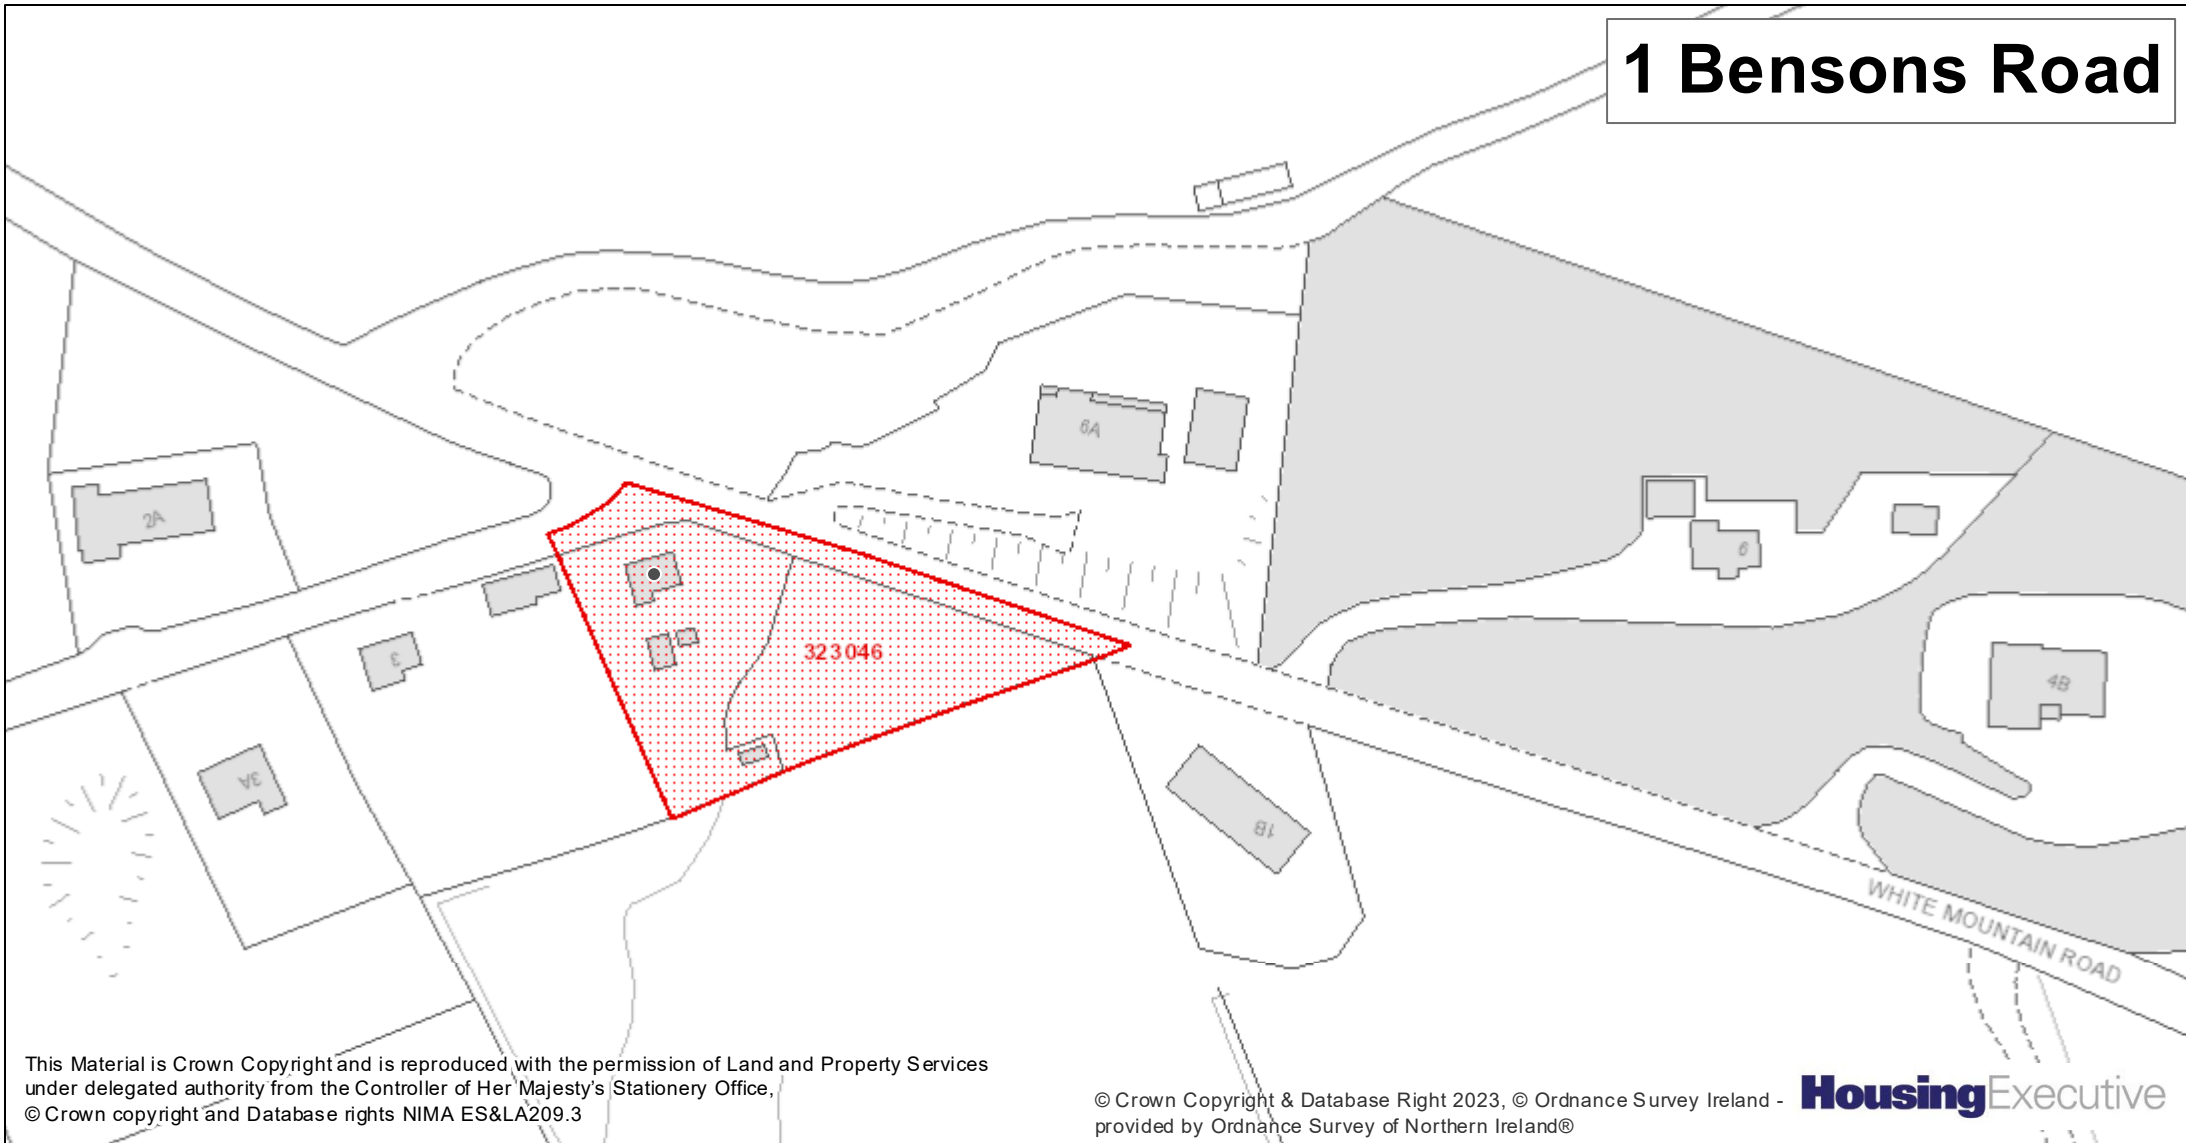 1 Bensons Road
6A
2A
6
323046
3
4B
3A
1B
WHITE MOUNTAIN ROAD
This Material is Crown Copyright and is reproduced with the permission of Land and Property Services
under delegated authority from the Controller of Her Majesty's Stationery Office,
© Crown copyright and Database rights NIMA ES&LA209.3
© Crown Copyright & Database Right 2023, © Ordnance Survey Ireland -
provided by Ordnance Survey of Northern Ireland®
HousingExecutive